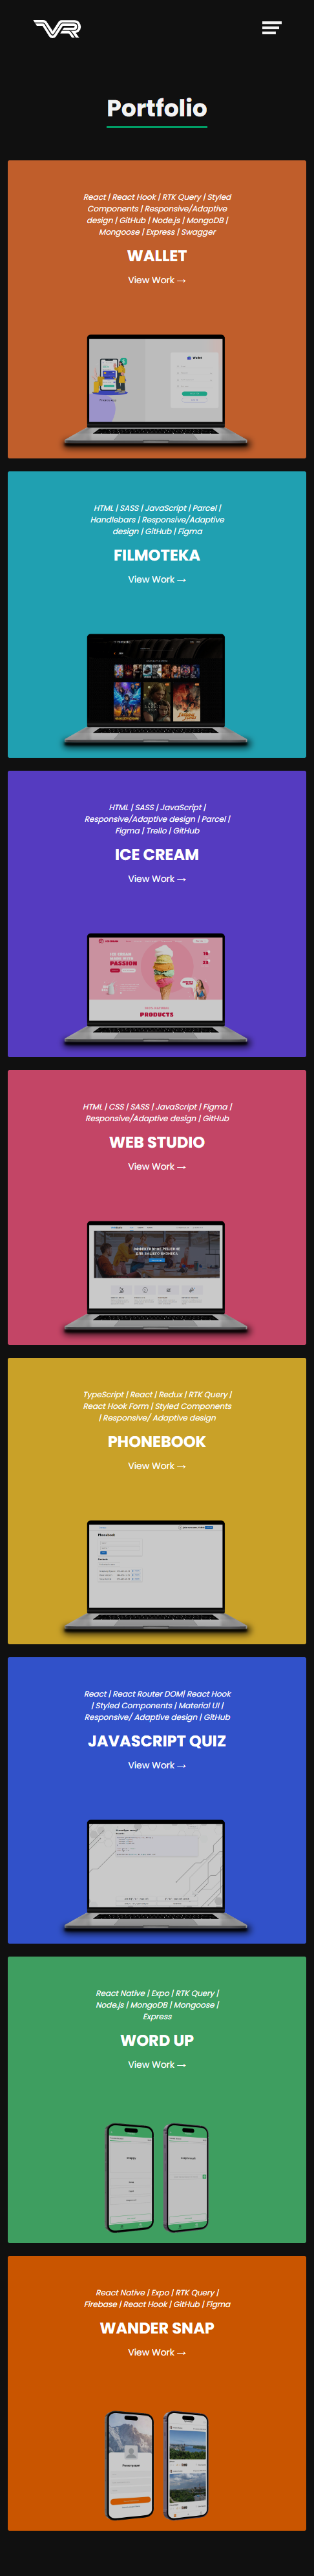 VR
Portfolio
React | React Hook | RTK Query | Styled
Components | Responsive/Adaptive
design | GitHub | Node.js | MongoDB |
Mongoose | Express | Swagger
WALLET
View Work →
HTML | SASS | JavaScript | Parcel |
Handlebars | Responsive/Adaptive
design | GitHub | Figma
FILMOTEKA
View Work →
HTML | SASS | JavaScript |
Responsive/Adaptive design | Parcel |
Figma | Trello | GitHub
ICE CREAM
View Work →
PASSION
PRODUCTS
HTML | CSS | SASS | JavaScript | Figma |
Responsive/Adaptive design | GitHub
WEB STUDIO
View Work →
ЭФФЕКТИВНЫЕ РЕШЕНИЯ
ДЛЯ ВАШЕГО БИЗНЕСА
TypeScript | React | Redux | RTK Query |
React Hook Form | Styled Components
| Responsive/ Adaptive design
PHONEBOOK
View Work →
Phonebook
React | React Router DOM| React Hook
| Styled Components | Material UI |
Responsive/ Adaptive design | GitHub
JAVASCRIPT QUIZ
View Work →
React Native | Expo | RTK Query |
Node.js | MongoDB | Mongoose |
Express
WORD UP
View Work →
React Native | Expo | RTK Query |
Firebase | React Hook | GitHub | Figma
WANDER SNAP
View Work →